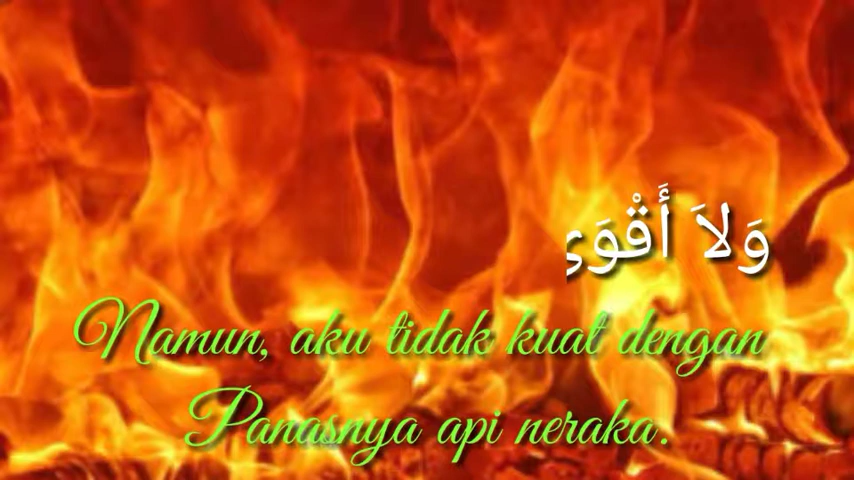 وَلاَ أَقْوَى
Namun, aku tidak kuat dengan
Panasnya api neraka.